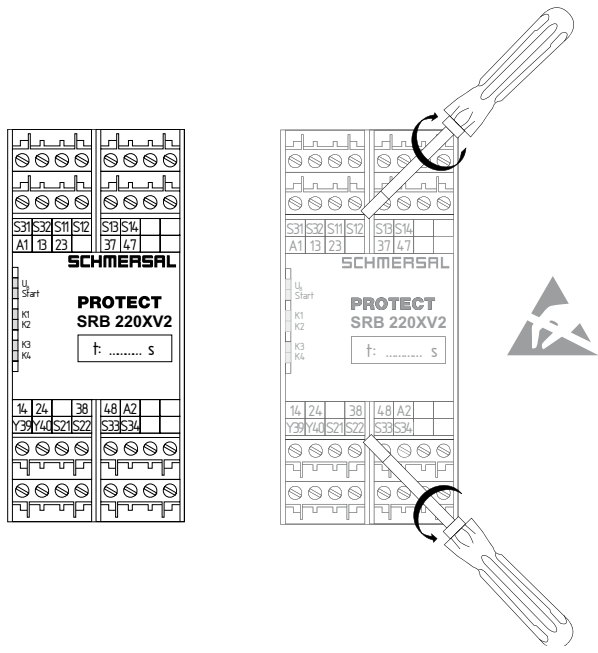 S31 S32 S11 S12 S13 S14
A1 13 23 37 47
SCHMERSAL
Ui
Start
PROTECT
K1
K2
SRB 220XV2
K3
K4
t: ......... s
14 24 38 48 A2
Y39 Y40 S21 S22 S33 S34
S31 S32 S11 S12 S13 S14
A1 13 23 37 47
SCHMERSAL
Ui
Start
PROTECT
K1
K2
SRB 220XV2
K3
K4
t: ......... s
14 24 38 48 A2
Y39 Y40 S21 S22 S33 S34